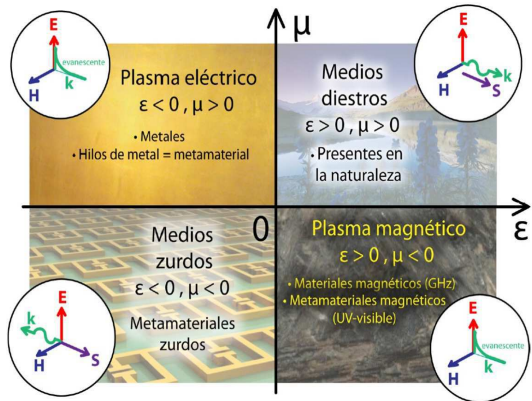 μ
ε
0
E
evanescente
H
k
Plasma eléctrico
ε < 0 , μ > 0
• Metales
• Hilos de metal = metamaterial
Medios
diestros
ε > 0 , μ > 0
• Presentes en
la naturaleza
E
H
k
S
Medios
zurdos
ε < 0 , μ < 0
Metamateriales
zurdos
k
E
H
S
Plasma magnético
ε > 0 , μ < 0
• Materiales magnéticos (GHz)
• Metamateriales magnéticos
(UV-visible)
E
evanescente
H
k